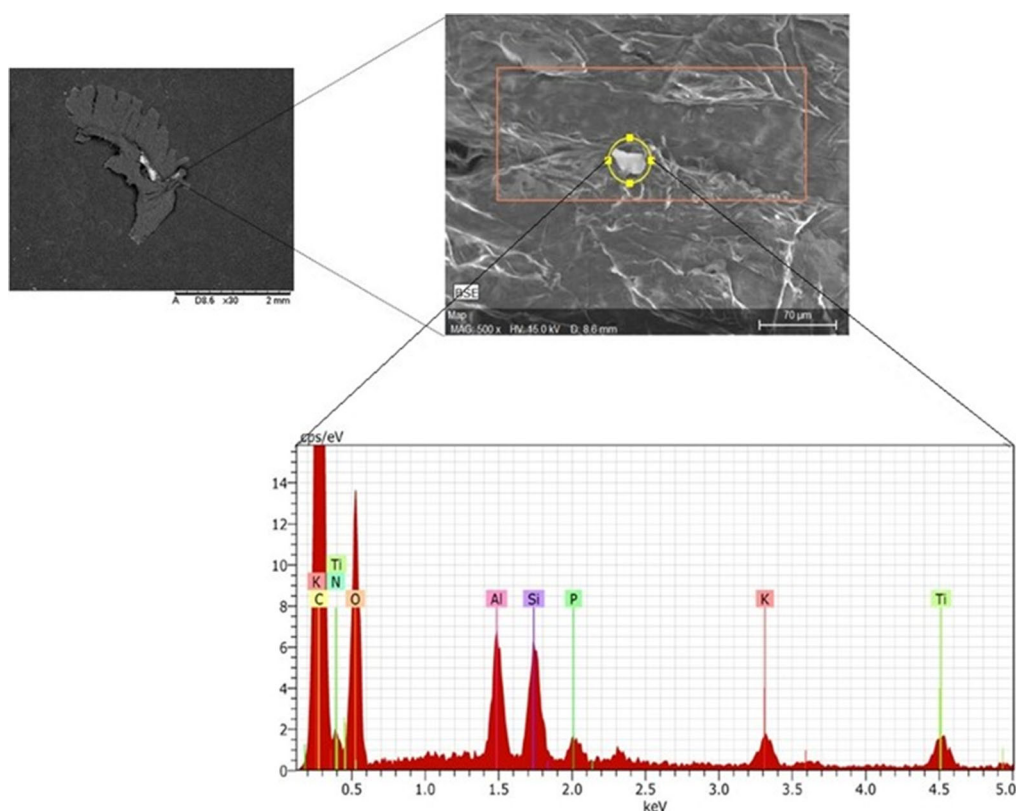 A D8.6 x30 2 mm
BSE
Map
MAG: 500 x HV: 15.0 kV D: 8.6 mm
70 µm
cps/eV
14
12
10
8
6
4
2
0
Ti
K N
C O Al Si P K Ti
0.5 1.0 1.5 2.0 2.5 3.0 3.5 4.0 4.5 5.0
keV